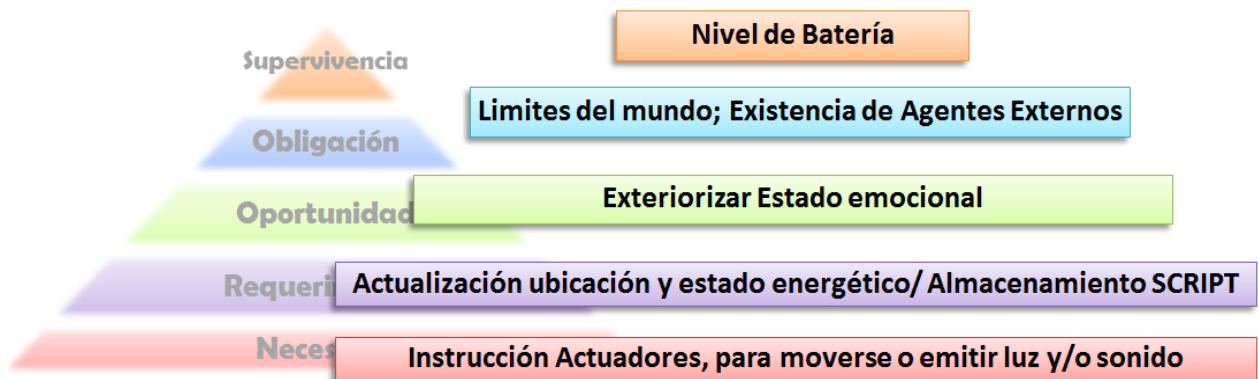 Nivel de Batería
Supervivencia
Limites del mundo; Existencia de Agentes Externos
Obligación
Exteriorizar Estado emocional
Oportunidad
Actualización ubicación y estado energético/ Almacenamiento SCRIPT
Instrucción Actuadores, para moverse o emitir luz y/o sonido